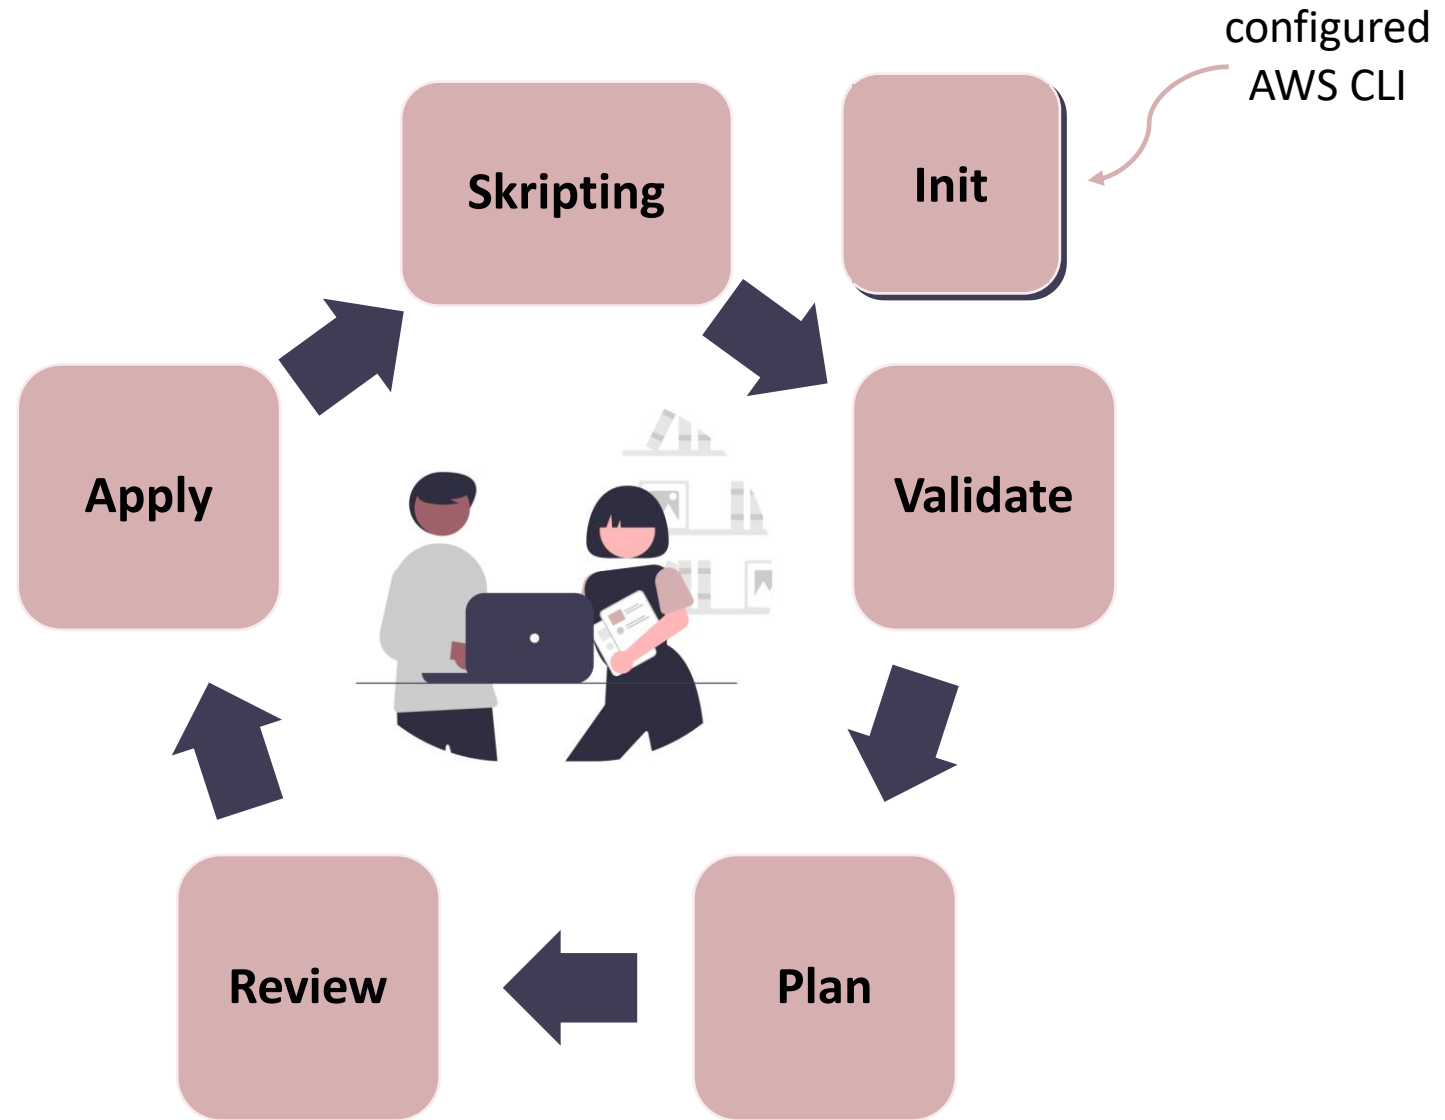 configured
AWS CLI
Skripting
Init
Apply
Validate
Review
Plan